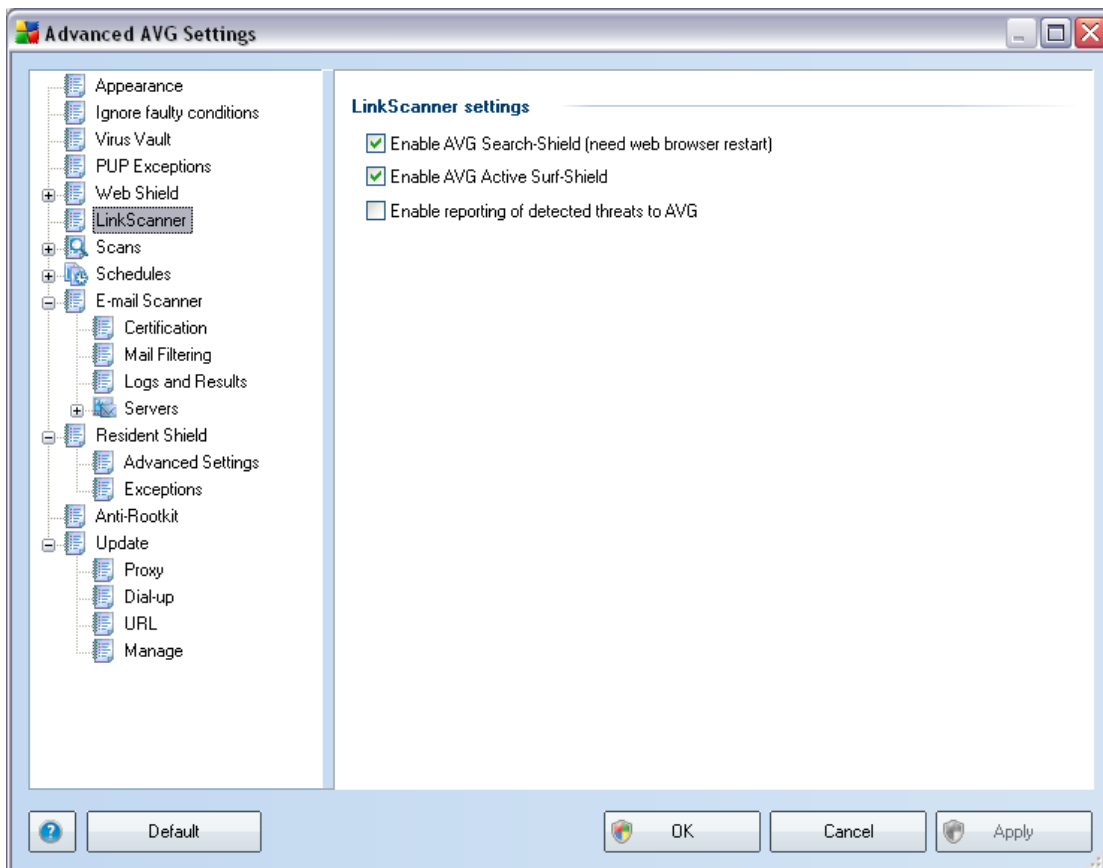 Advanced AVG Settings
Appearance
Ignore faulty conditions
Virus Vault
PUP Exceptions
Web Shield
LinkScanner
Scans
Schedules
E-mail Scanner
Certification
Mail Filtering
Logs and Results
Servers
Resident Shield
Advanced Settings
Exceptions
Anti-Rootkit
Update
Proxy
Dial-up
URL
Manage
LinkScanner settings
Enable AVG Search-Shield (need web browser restart)
Enable AVG Active Surf-Shield
Enable reporting of detected threats to AVG
? Default OK Cancel Apply